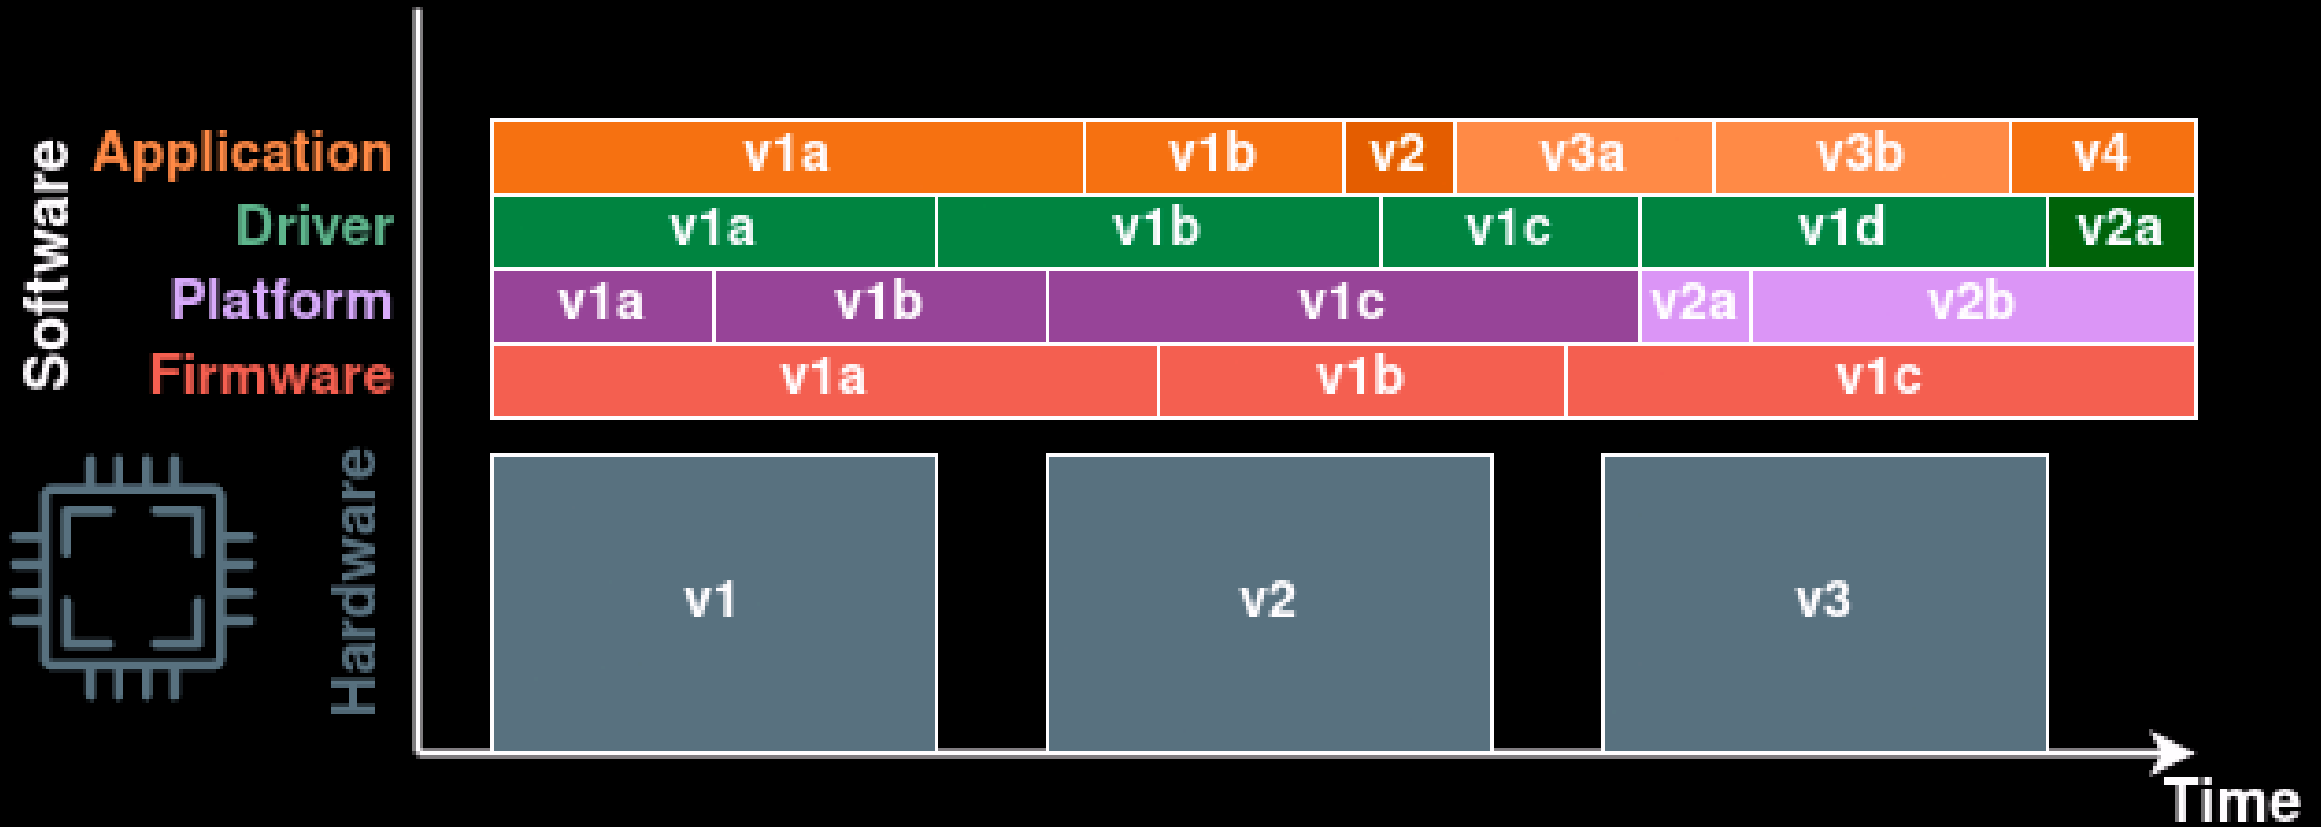 Software
Application
v1a v1b v2 v3a v3b v4
Driver
v1a v1b v1c v1d v2a
Platform
v1a v1b v1c v2a v2b
Firmware
v1a v1b v1c
Hardware
v1 v2 v3
Time